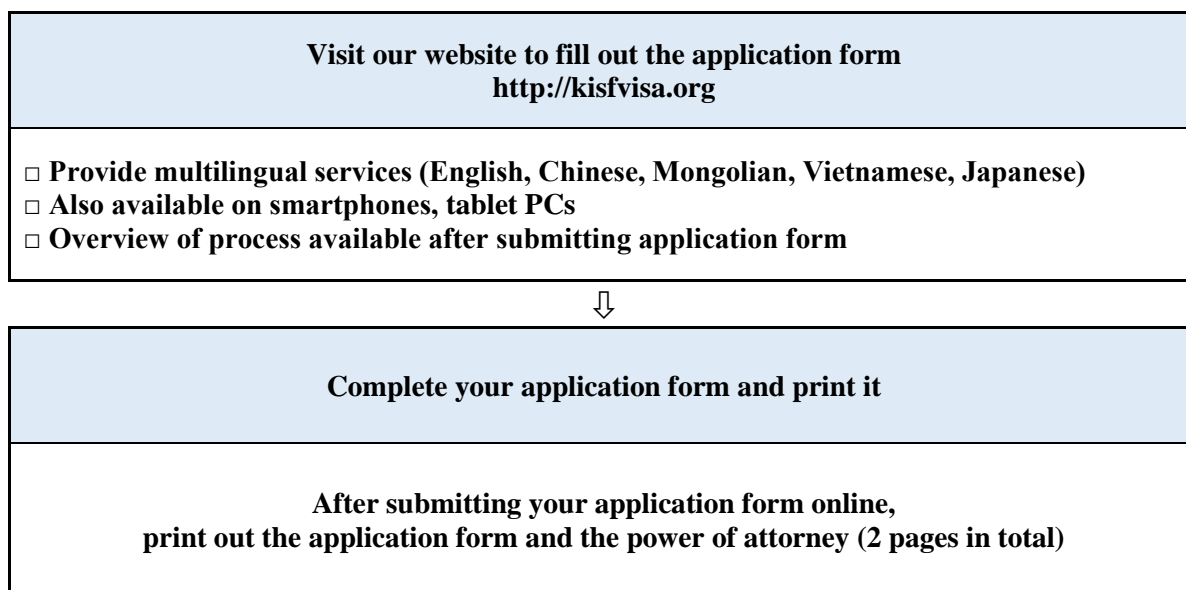 Visit our website to fill out the application form
http://kisfvisa.org
□ Provide multilingual services (English, Chinese, Mongolian, Vietnamese, Japanese)
□ Also available on smartphones, tablet PCs
□ Overview of process available after submitting application form
⇩
Complete your application form and print it
After submitting your application form online,
print out the application form and the power of attorney (2 pages in total)